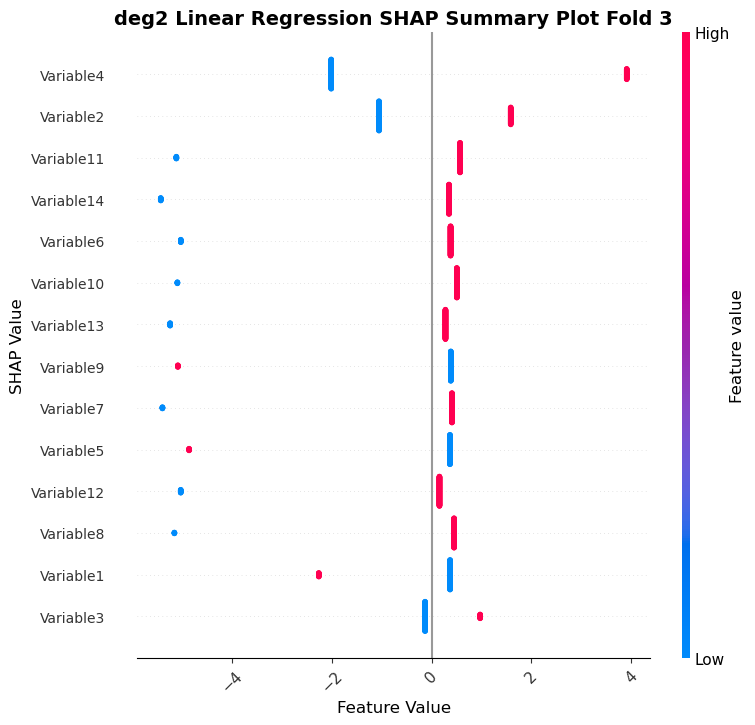 deg2 Linear Regression SHAP Summary Plot Fold 3
High
Variable4
Variable2
Variable11
Variable14
Variable6
Variable10
Variable13
Variable9
Variable7
Variable5
Variable12
Variable8
Variable1
Variable3
SHAP Value
Feature value
Low
−4
−2
0
2
4
Feature Value